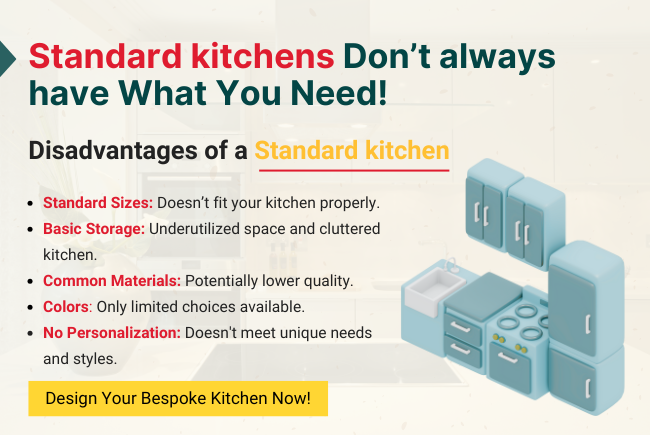 Standard kitchens Don’t always
have What You Need!
Disadvantages of a Standard kitchen
• Standard Sizes: Doesn’t fit your kitchen properly.
• Basic Storage: Underutilized space and cluttered
kitchen.
• Common Materials: Potentially lower quality.
• Colors: Only limited choices available.
• No Personalization: Doesn't meet unique needs
and styles.
Design Your Bespoke Kitchen Now!